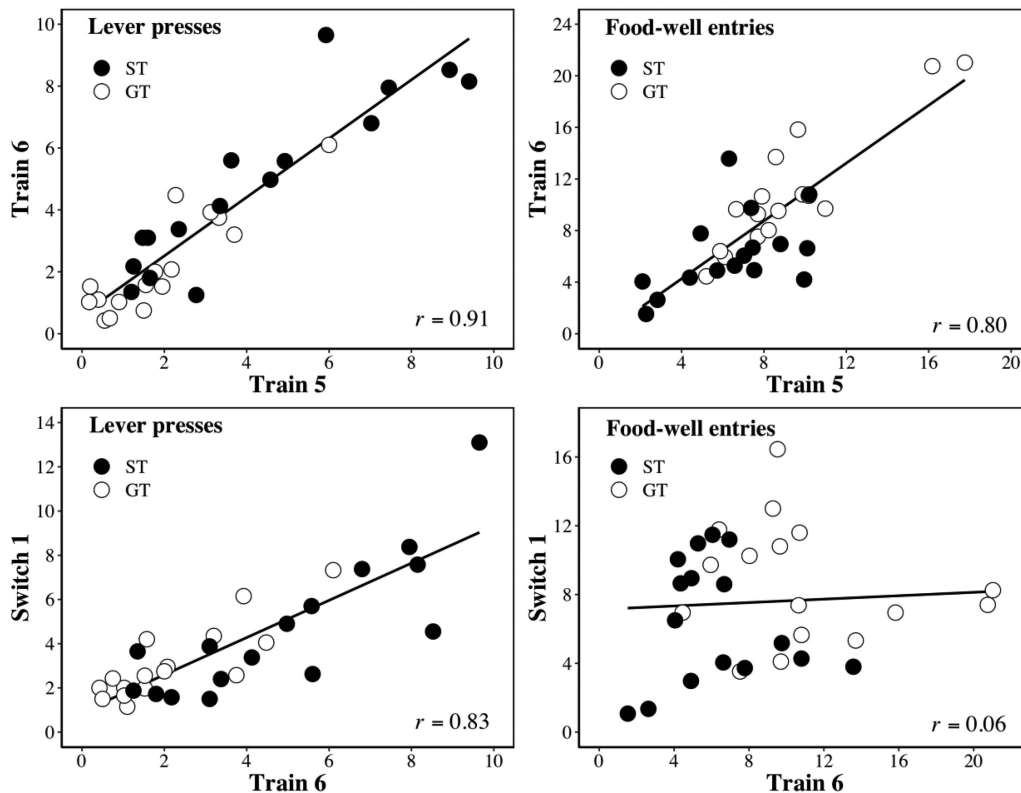 Lever presses
ST
GT
10
8
6
4
2
0
Train 6
r = 0.91
0 2 4 6 8 10
Train 5
Food-well entries
ST
GT
24
20
16
12
8
4
0
Train 6
r = 0.80
0 4 8 12 16 20
Train 5
Lever presses
ST
GT
14
12
10
8
6
4
2
0
Switch 1
r = 0.83
0 2 4 6 8 10
Train 6
Food-well entries
ST
GT
16
12
8
4
0
Switch 1
r = 0.06
0 4 8 12 16 20
Train 6